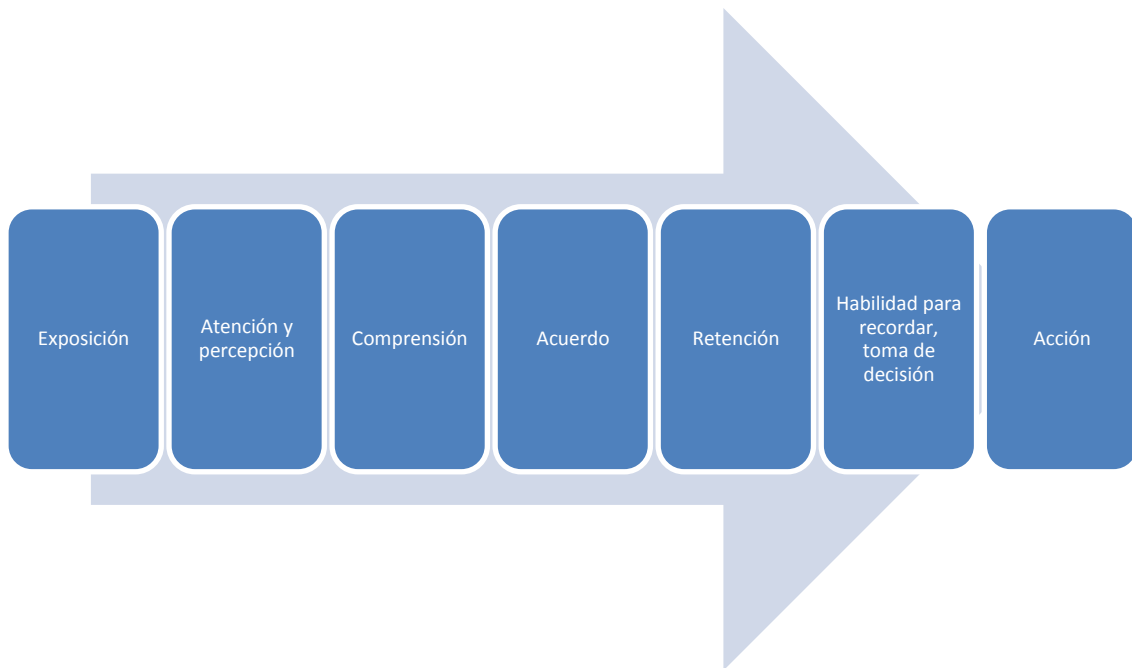 Exposición
Atención y
percepción
Comprensión
Acuerdo
Retención
Habilidad para
recordar,
toma de
decisión
Acción